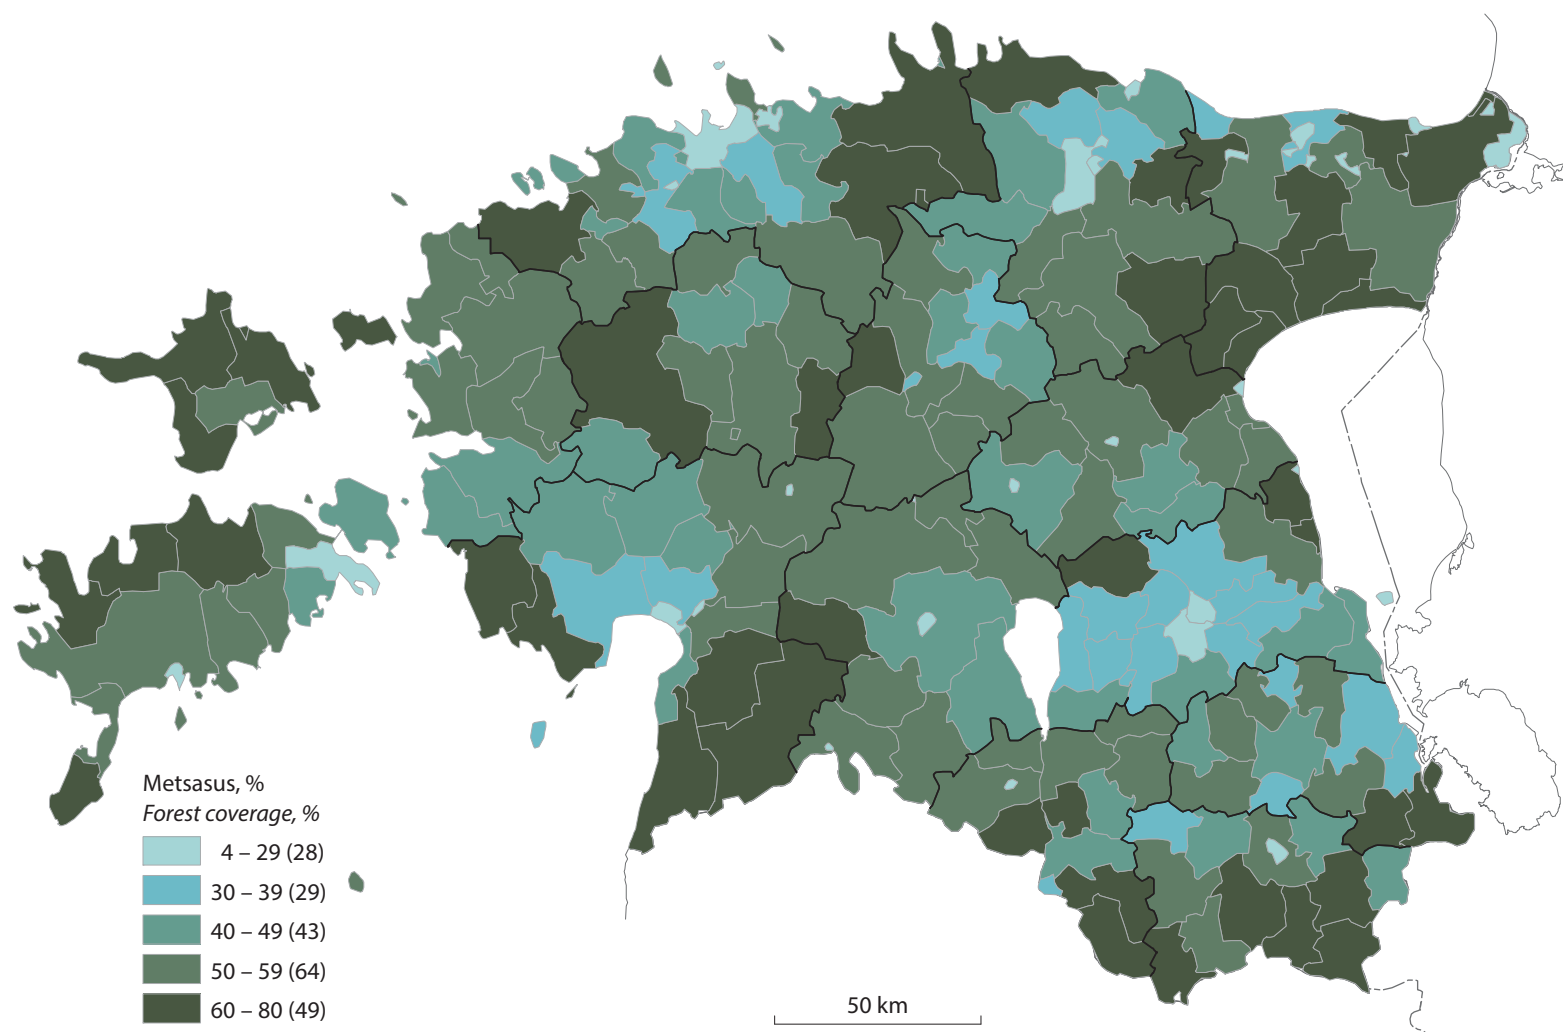 Metsasus, %
Forest coverage, %
4 – 29 (28)
30 – 39 (29)
40 – 49 (43)
50 – 59 (64)
60 – 80 (49)
50 km